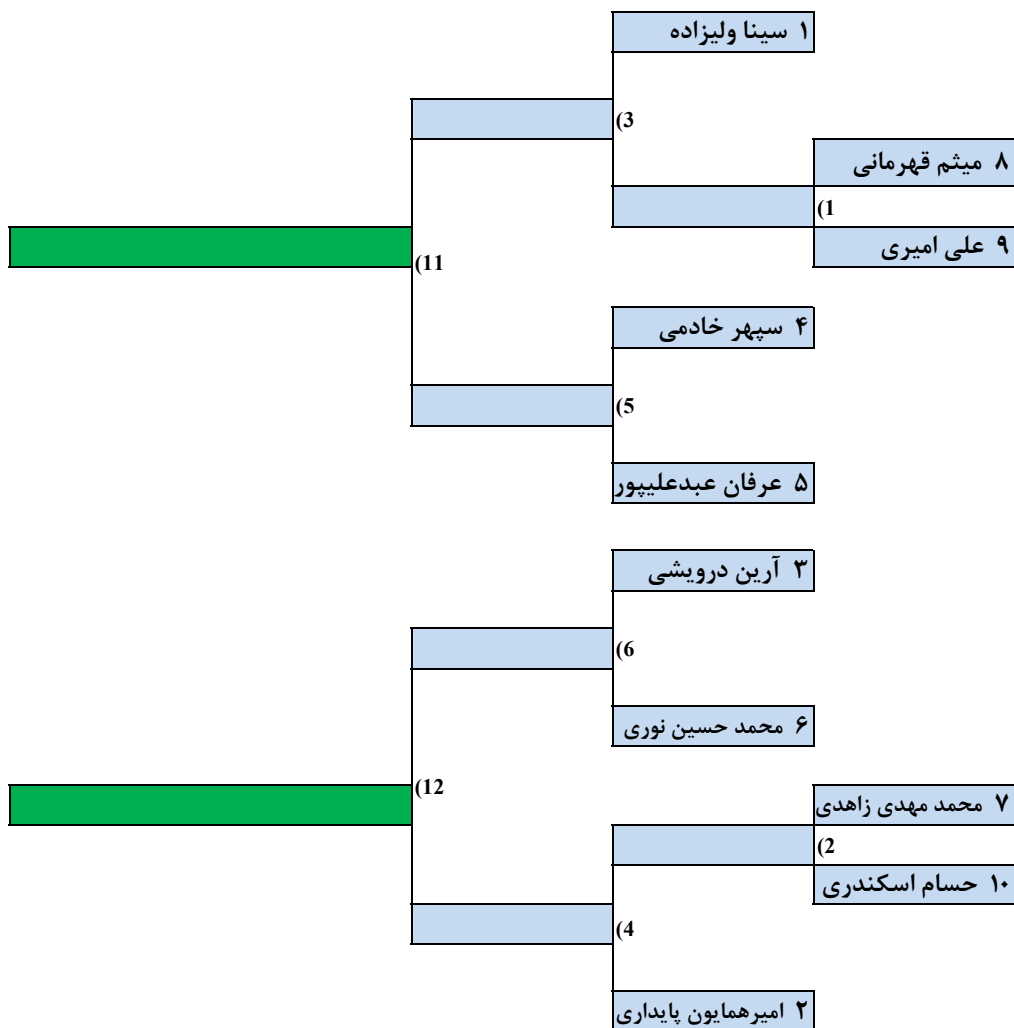 ۱ سینا ولیزاده
(3
۸ میثم قهرمانی
(1
۹ علی امیری
(11
۴ سپهر خادمی
(5
۵ عرفان عبدعلیپور
۳ آرین درویشی
(6
۶ محمد حسین نوری
(12
۷ محمد مهدی زاهدی
(2
۱۰ حسام اسکندری
(4
۲ امیرهمایون پایداری